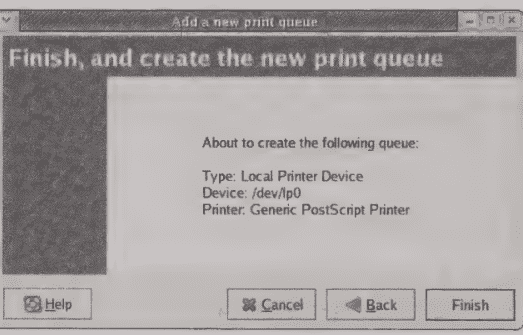 Add a new print queue
Finish, and create the new print queue
About to create the following queue:
Type: Local Printer Device
Device: /dev/lp0
Printer: Generic PostScript Printer
Help
Cancel
Back
Finish